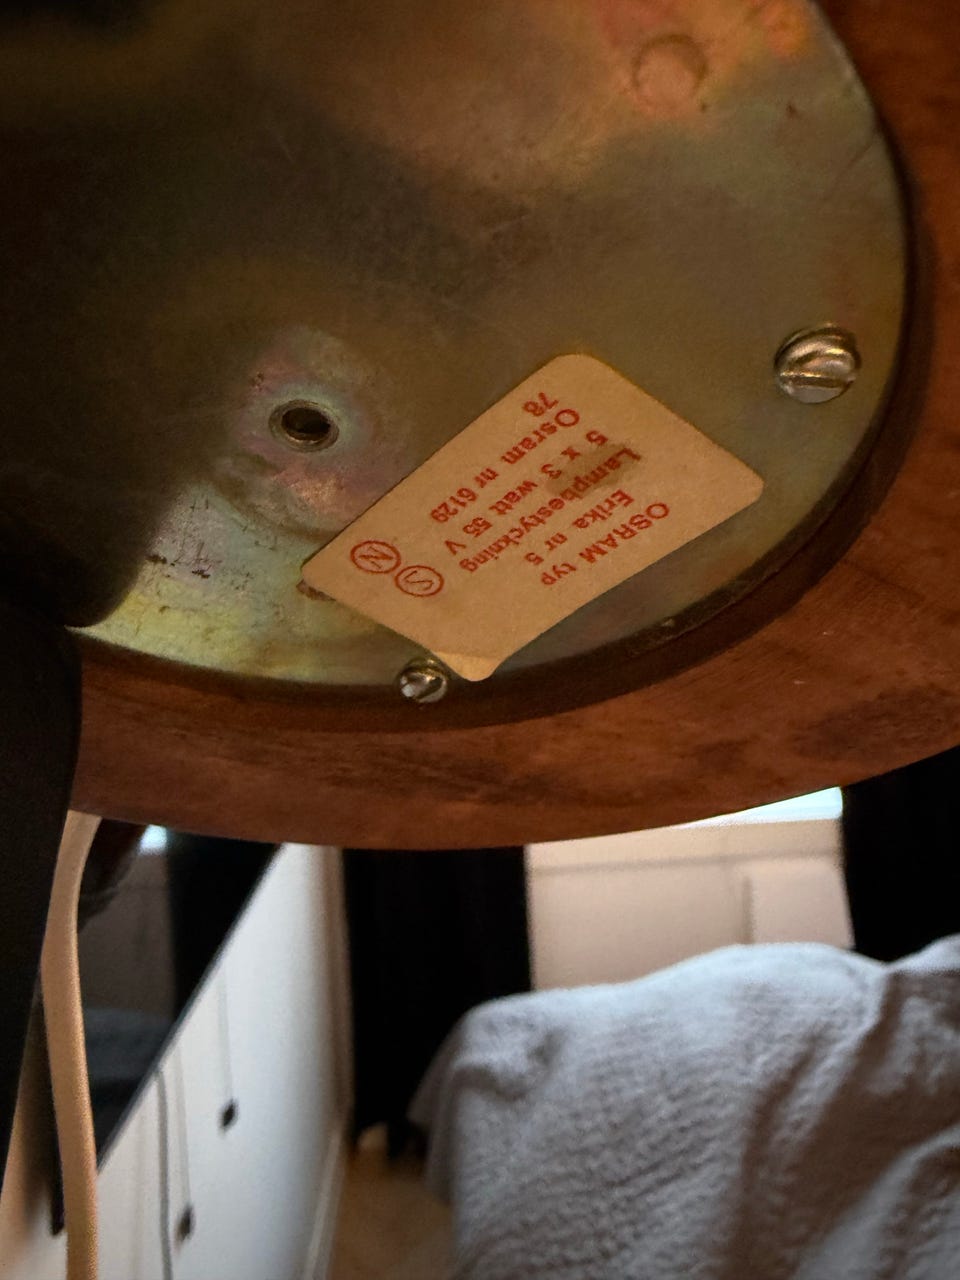 OSRAM typ
Erika nr 5
Lampbestyckning
5 x 3 watt 55 V
Osram nr 6129
78
S
N